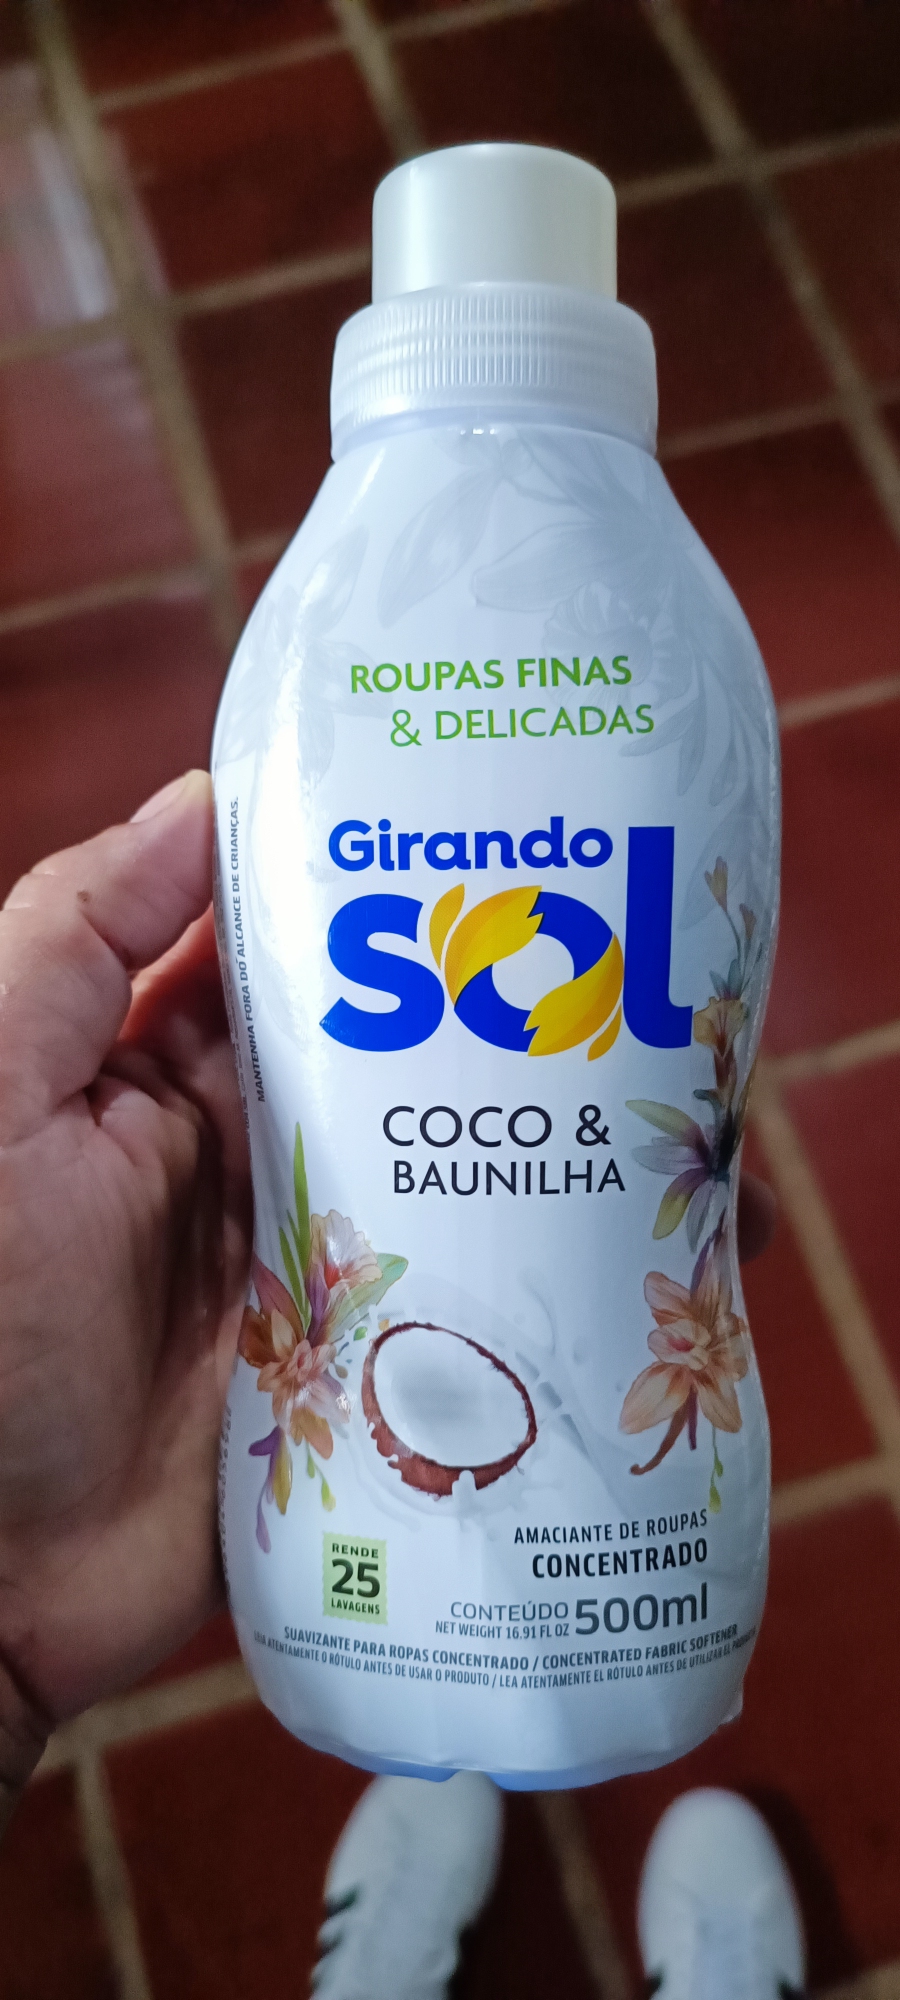 ROUPAS FINAS
& DELICADAS
Girando
sol
COCO &
BAUNILHA
MANTENHA FORA DO ALCANCE DE CRIANÇAS.
AMACIANTE DE ROUPAS
CONCENTRADO
RENDE
25
LAVAGENS
CONTEÚDO 500ml
NET WEIGHT 16.91 FL OZ
SUAVIZANTE PARA ROPAS CONCENTRADO / CONCENTRATED FABRIC SOFTENER
ATENTAMENTE O RÓTULO ANTES DE USAR O PRODUTO / LEA ATENTAMENTE EL RÓTULO ANTES DE UTILIZAR EL